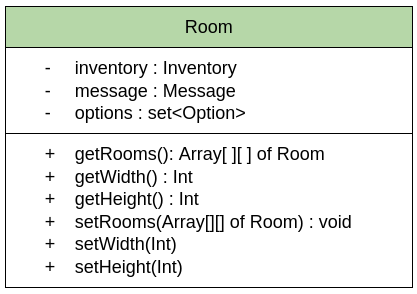 Room
- inventory : Inventory
- message : Message
- options : set<Option>
+ getRooms(): Array[ ][ ] of Room
+ getWidth() : Int
+ getHeight() : Int
+ setRooms(Array[][] of Room) : void
+ setWidth(Int)
+ setHeight(Int)